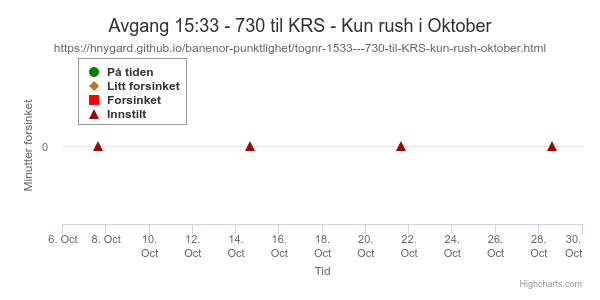 Avgang 15:33 - 730 til KRS - Kun rush i Oktober
https://hnygard.github.io/banenor-punktlighet/tognr-1533---730-til-KRS-kun-rush-oktober.html
På tiden
Litt forsinket
Forsinket
Innstilt
Minutter forsinket
0
6. Oct
8. Oct
10. Oct
12. Oct
14. Oct
16. Oct
18. Oct
20. Oct
22. Oct
24. Oct
26. Oct
28. Oct
30. Oct
Tid
Highcharts.com